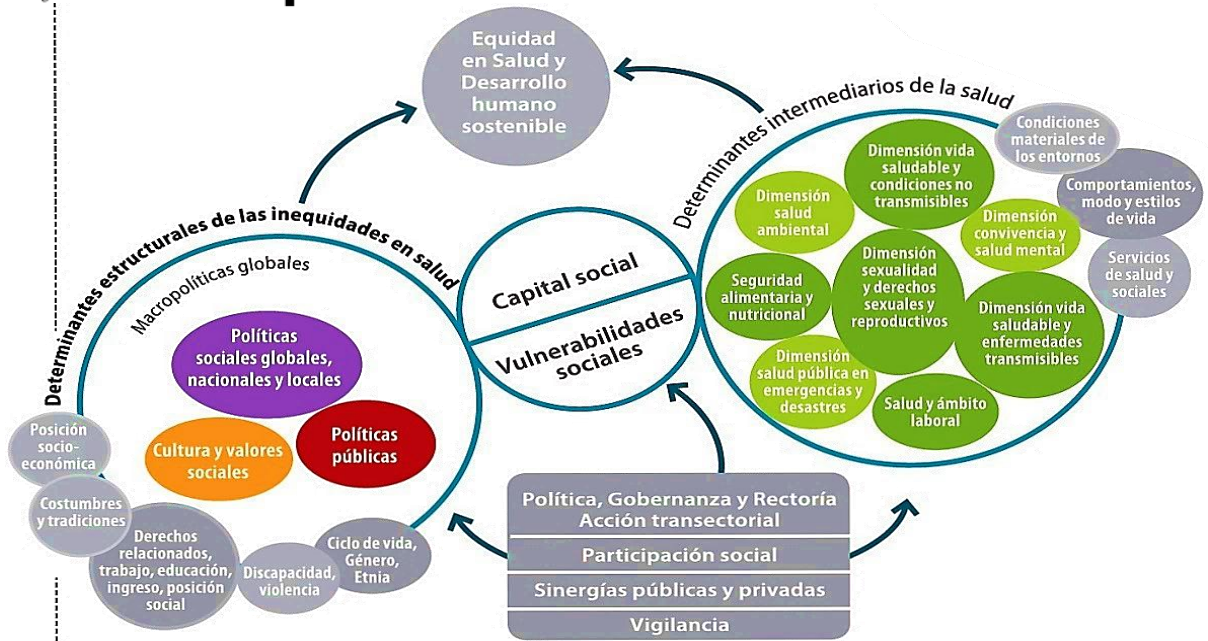 Equidad
en Salud y
Desarrollo
humano
sostenible
Determinantes estructurales de las inequidades en salud
Macropolíticas globales
Políticas
sociales globales,
nacionales y locales
Cultura y valores
sociales
Políticas
públicas
Posición
socio-
económica
Costumbres
y tradiciones
Derechos
relacionados,
trabajo, educación,
ingreso, posición
social
Discapacidad,
violencia
Ciclo de vida,
Género,
Etnia
Capital social
Vulnerabilidades
sociales
Determinantes intermediarios de la salud
Condiciones
materiales de
los entornos
Comportamientos,
modo y estilos
de vida
Servicios
de salud y
sociales
Dimensión vida
saludable y
condiciones no
transmisibles
Dimensión
salud
ambiental
Dimensión
convivencia y
salud mental
Dimensión
sexualidad
y derechos
sexuales y
reproductivos
Seguridad
alimentaria y
nutricional
Dimensión vida
saludable y
enfermedades
transmisibles
Dimensión
salud pública en
emergencias y
desastres
Salud y ámbito
laboral
Política, Gobernanza y Rectoría
Acción transectorial
Participación social
Sinergías públicas y privadas
Vigilancia